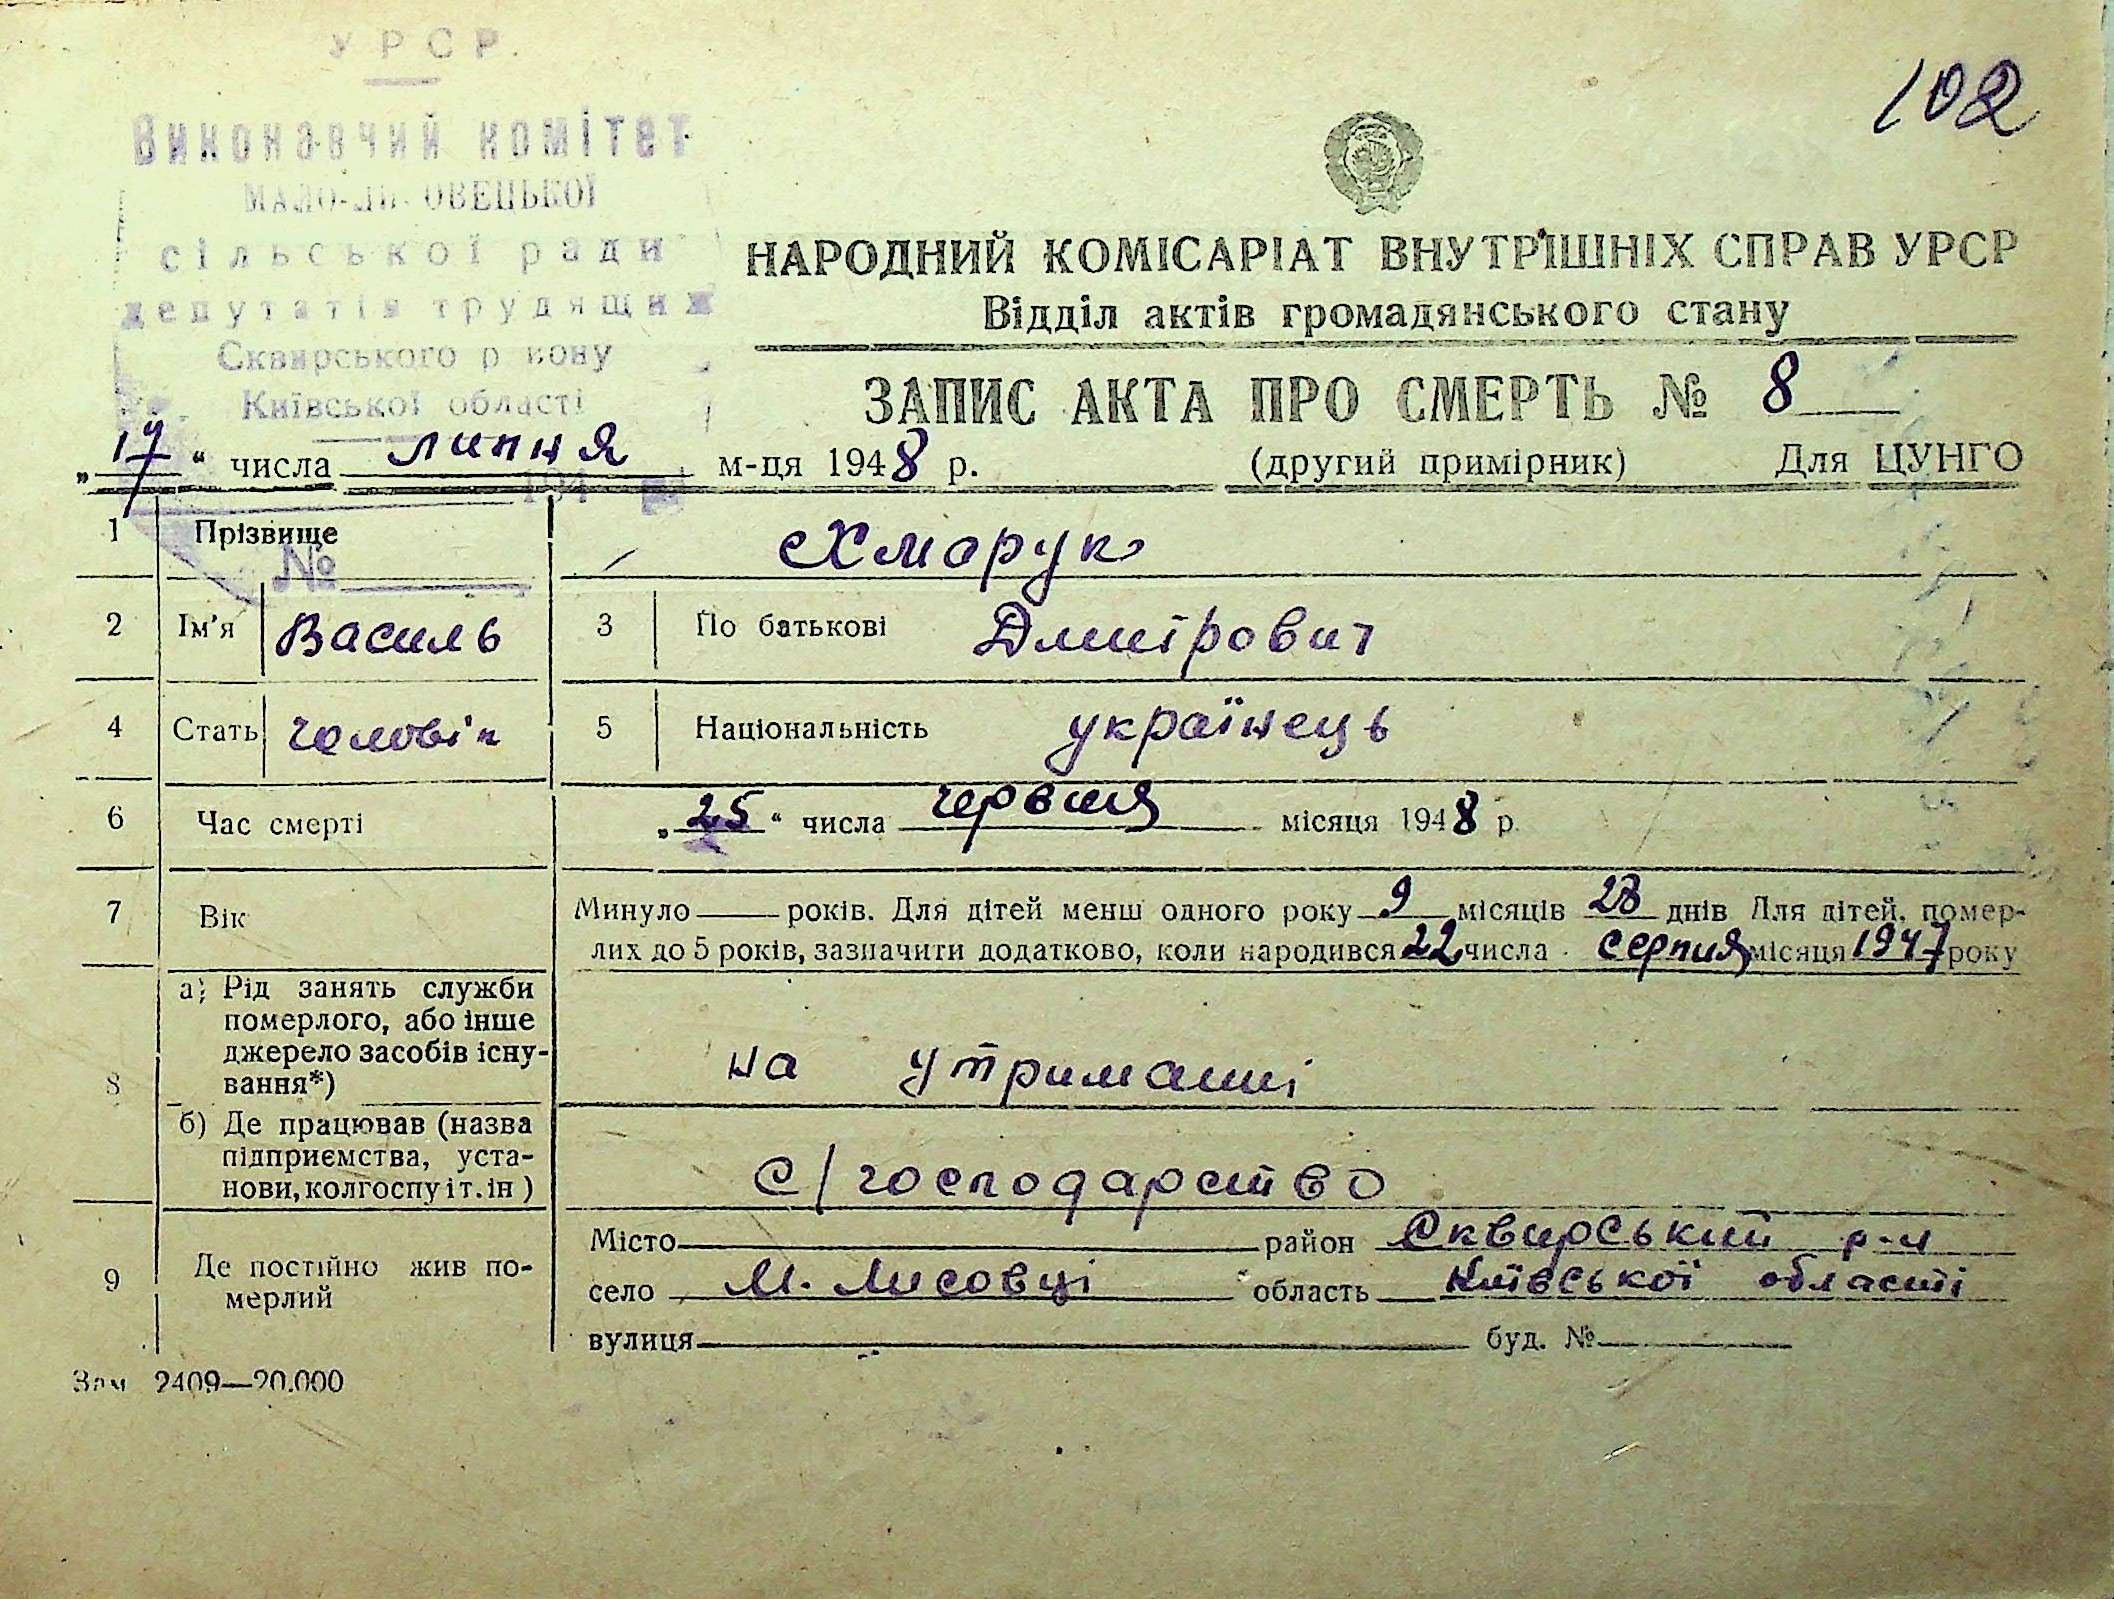 УРСР
Виконавчий комітет
сільської ради
депутатів трудящих
Сквирського району
Київської області
102
НАРОДНИЙ КОМІСАРІАТ ВНУТРІШНІХ СПРАВ УРСР
Відділ актів громадянського стану
ЗАПИС АКТА ПРО СМЕРТЬ № 8
„17“ числа липня м-ця 1948 р. (другий примірник) Для ЦУНГО
1 Прізвище Хмарук
№
2 Ім'я Василь 3 По батькові Дмитрович
4 Стать чоловік 5 Національність українець
6 Час смерті „25“ числа червня місяця 1948 р.
7 Вік Минуло — років. Для дітей менш одного року 9 місяців 28 днів Для дітей, помер-
лих до 5 років, зазначити додатково, коли народився 22 числа серпня місяця 1947 року
8 а) Рід занять служби
померлого, або інше
джерело засобів існу-
вання*) на утриманні
б) Де працював (назва
підприємства, уста-
нови, колгоспу і т. ін) с/господарство
9 Де постійно жив по-
мерлий
Місто район Сквирський р-н
село М. Лисовці область Київської області
вулиця буд. №
Зам 2409—20.000